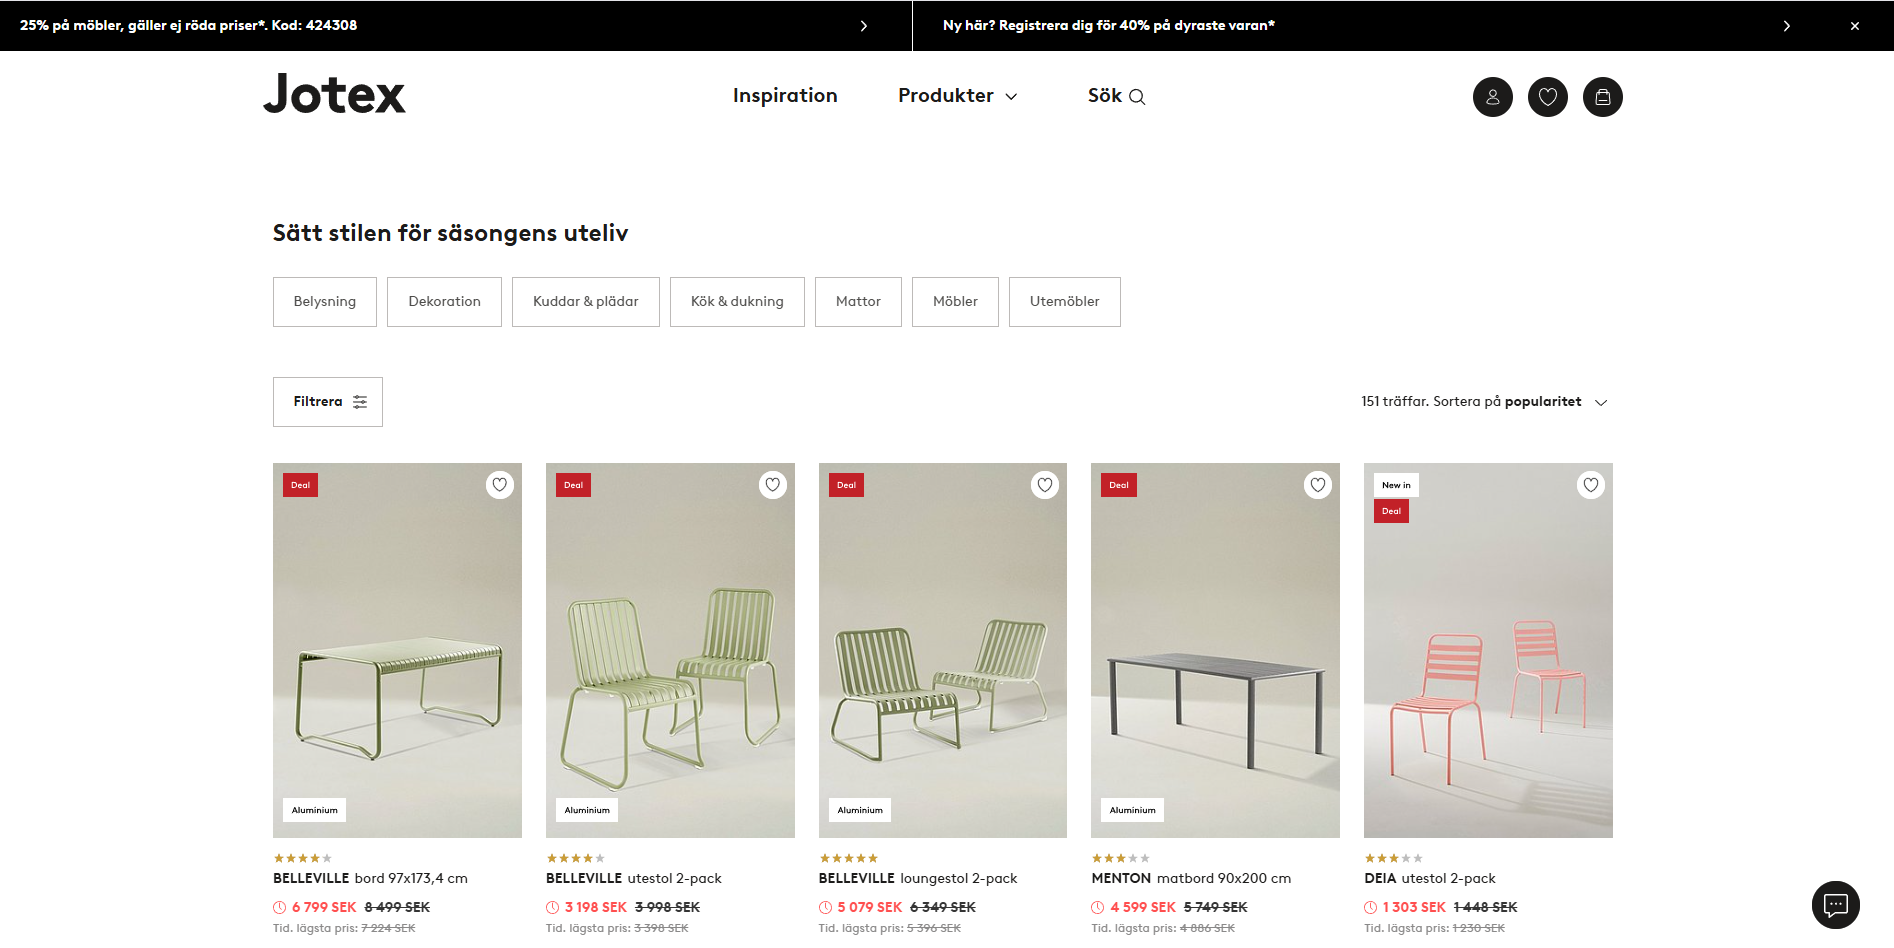 25% på möbler, gäller ej röda priser*. Kod: 424308
Ny här? Registrera dig för 40% på dyraste varan*
Jotex
Inspiration
Produkter
Sök
Sätt stilen för säsongens uteliv
Belysning
Dekoration
Kuddar & plädar
Kök & dukning
Mattor
Möbler
Utemöbler
Filtrera
151 träffar. Sortera på popularitet
Deal
Aluminium
BELLEVILLE bord 97x173,4 cm
6 799 SEK 8 499 SEK
Tid. lägsta pris: 7 224 SEK
Deal
Aluminium
BELLEVILLE utestol 2-pack
3 198 SEK 3 998 SEK
Tid. lägsta pris: 3 398 SEK
Deal
Aluminium
BELLEVILLE loungestol 2-pack
5 079 SEK 6 349 SEK
Tid. lägsta pris: 5 396 SEK
Deal
Aluminium
MENTON matbord 90x200 cm
4 599 SEK 5 749 SEK
Tid. lägsta pris: 4 886 SEK
New in
Deal
DEIA utestol 2-pack
1 303 SEK 1 448 SEK
Tid. lägsta pris: 1 230 SEK